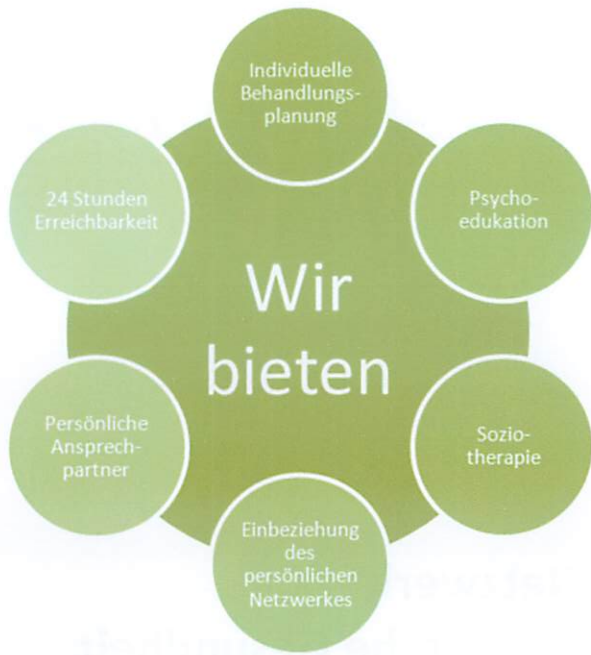 Individuelle
Behandlungs-
planung
24 Stunden
Erreichbarkeit
Psycho-
edukation
Wir
bieten
Persönliche
Ansprech-
partner
Sozio-
therapie
Einbeziehung
des
persönlichen
Netzwerkes